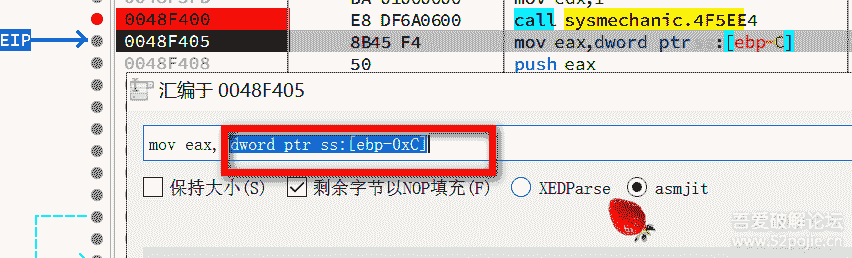 0048F3FD BA 01000000 mov edx,1
0048F400 E8 DF6A0600 call sysmechanic.4F5EE4
EIP 0048F405 8B45 F4 mov eax,dword ptr ss:[ebp-C]
0048F408 50 push eax
汇编于 0048F405
mov eax, dword ptr ss:[ebp-0xC]
保持大小(S) 剩余字节以NOP填充(F) XEDParse asmjit
吾爱破解论坛
www.52pojie.cn